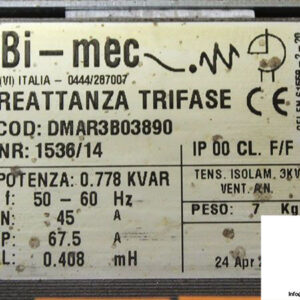 Bi-mec
(VI) ITALIA - 0444/287007
REATTANZA TRIFASE
COD: DMAR3B03890
NR: 1536/14
IP 00 CL. F/F
POTENZA: 0.778 KVAR
TENS. ISOLAM. 3KV
f 50 - 60 Hz
VENT. A.N.
N 45 A
PESO: 7 Kg
P 67.5 A
L: 0.408 mH
24 Apr